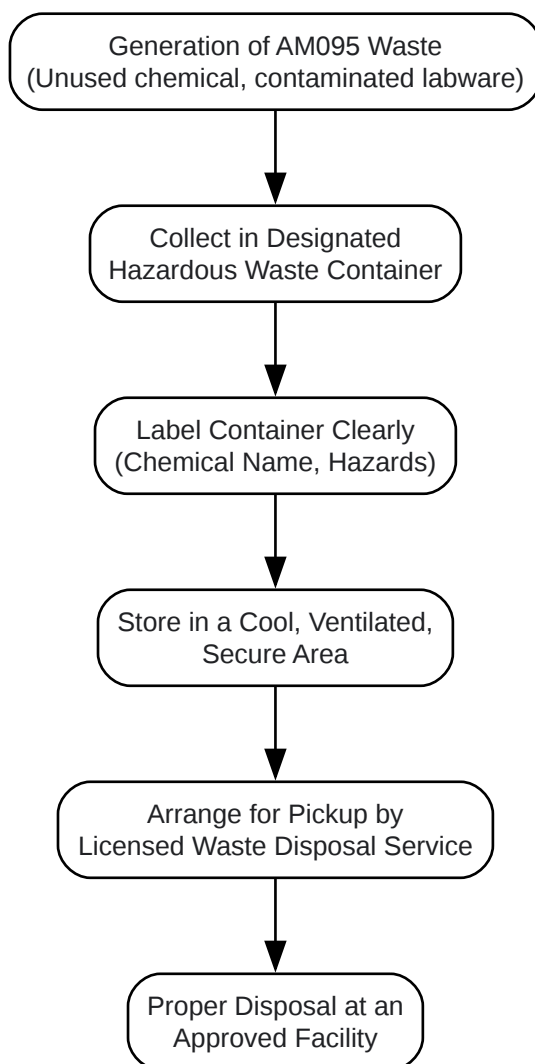 Generation of AM095 Waste
(Unused chemical, contaminated labware)
Collect in Designated
Hazardous Waste Container
Label Container Clearly
(Chemical Name, Hazards)
Store in a Cool, Ventilated,
Secure Area
Arrange for Pickup by
Licensed Waste Disposal Service
Proper Disposal at an
Approved Facility